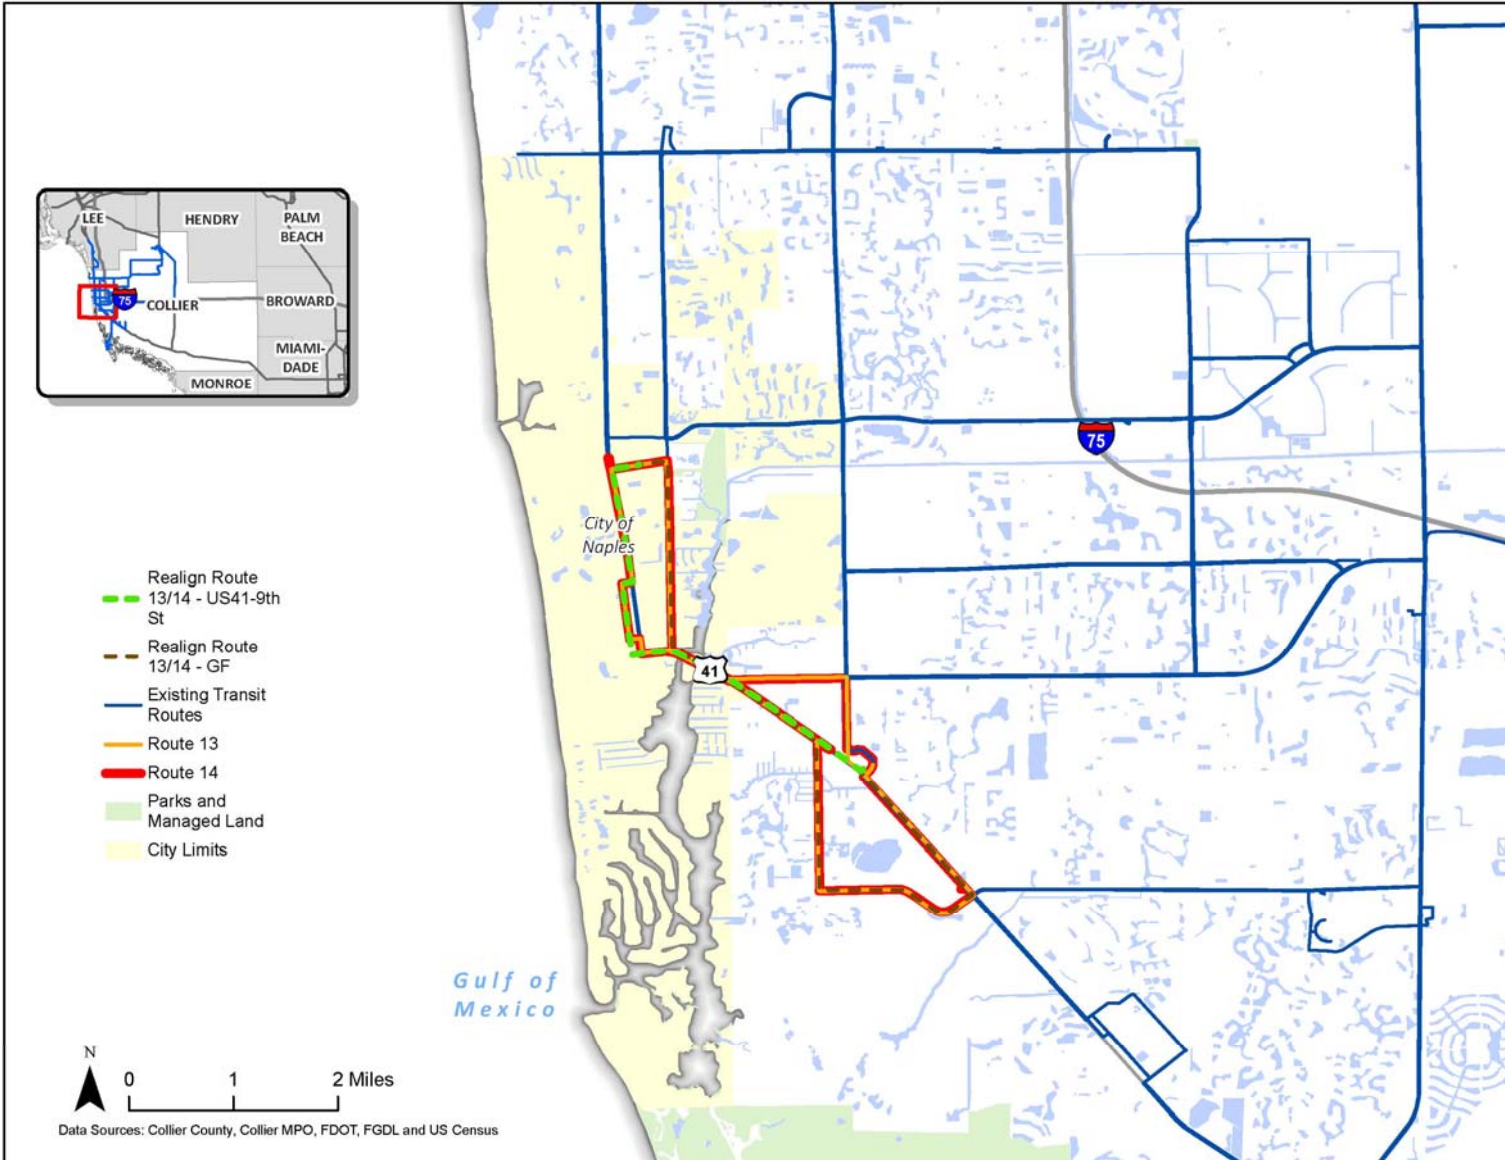 LEE
HENDRY
PALM
BEACH
75
COLLIER
BROWARD
MIAMI-
DADE
MONROE
75
City of
Naples
41
Realign Route
13/14 - US41-9th
St
Realign Route
13/14 - GF
Existing Transit
Routes
Route 13
Route 14
Parks and
Managed Land
City Limits
Gulf of
Mexico
N
0 1 2 Miles
Data Sources: Collier County, Collier MPO, FDOT, FGDL and US Census